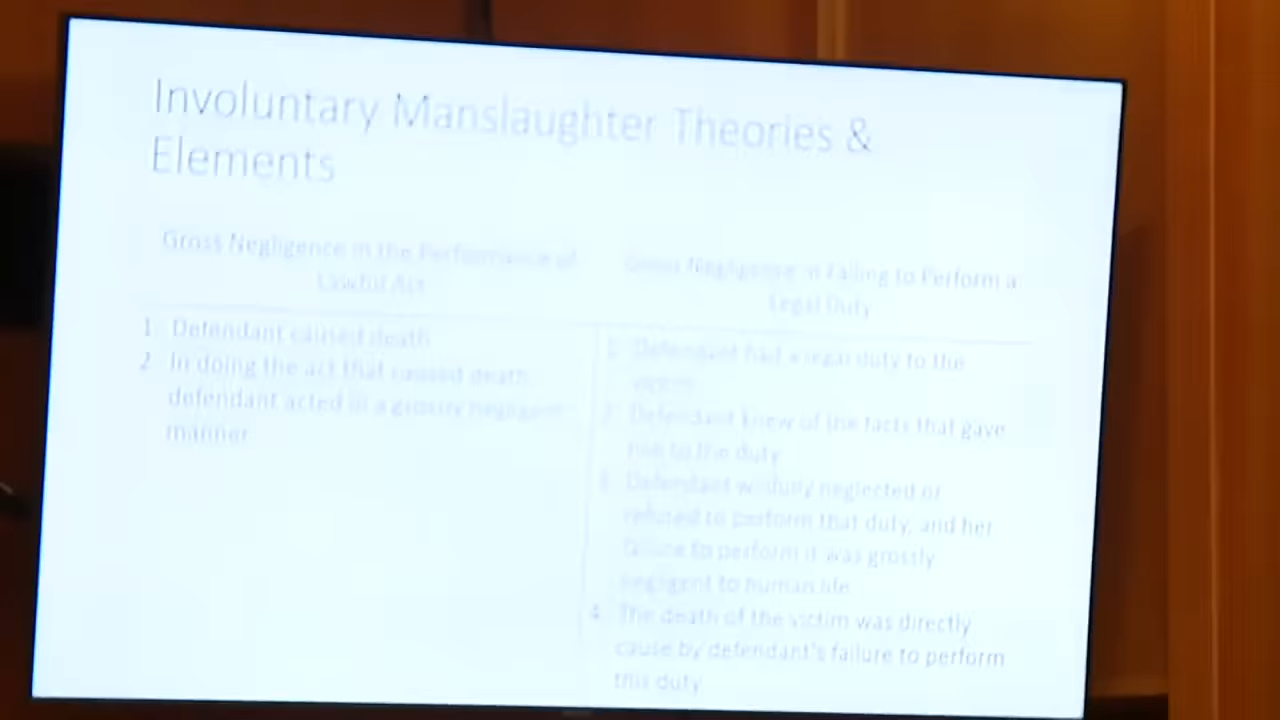 Involuntary Manslaughter Theories &
Elements
Gross Negligence in the Performance of
Lawful Act
Gross Negligence in Failing to Perform a
Legal Duty
1. Defendant caused death
2. In doing the act that caused death
defendant acted in a grossly negligent
manner
1. Defendant had a legal duty to the
victim
2. Defendant knew of the facts that gave
to the duty
3. Defendant willfully neglected or
refused to perform that duty, and her
failure to perform it was grossly
negligent to human life
4. The death of the victim was directly
cause by defendant's failure to perform
this duty